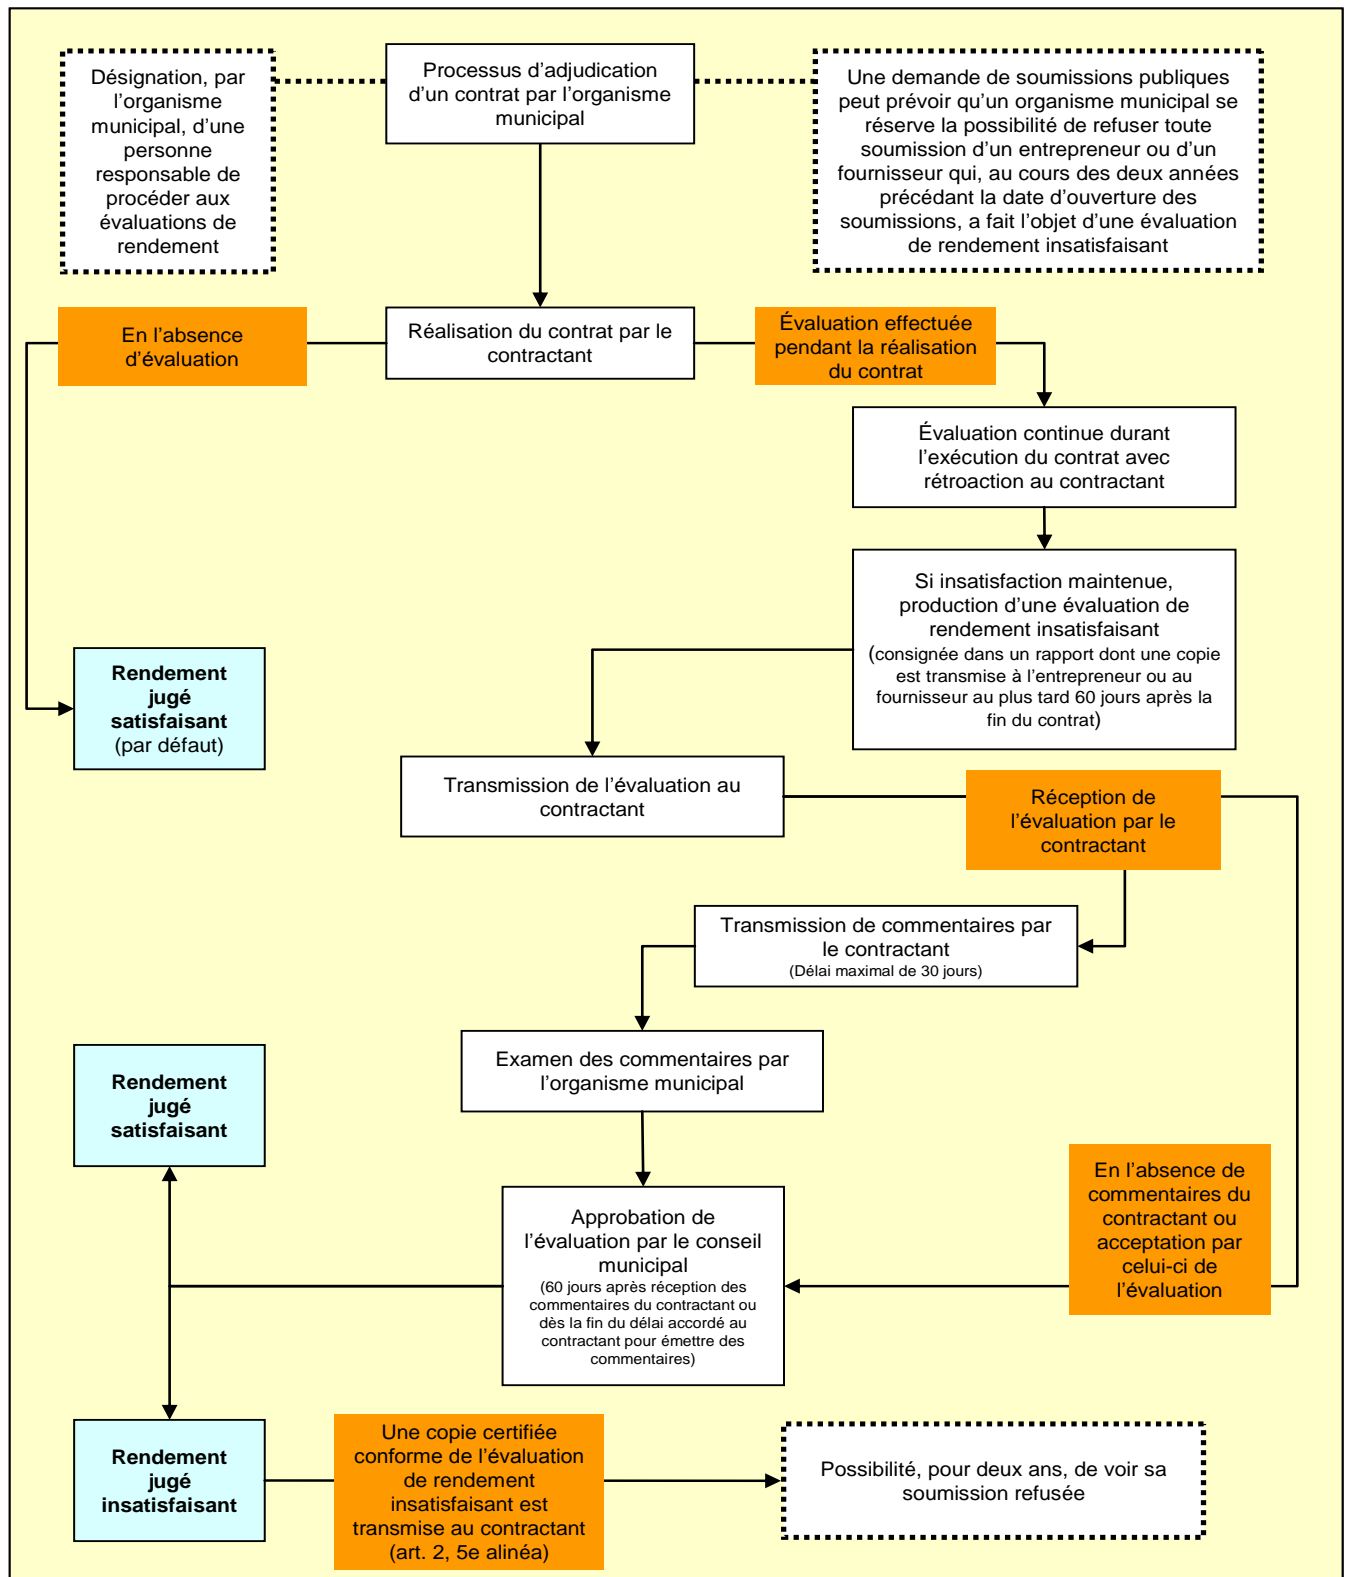 Désignation, par
l’organisme
municipal, d’une
personne
responsable de
procéder aux
évaluations de
rendement
Processus d’adjudication
d’un contrat par l’organisme
municipal
Une demande de soumissions publiques
peut prévoir qu’un organisme municipal se
réserve la possibilité de refuser toute
soumission d’un entrepreneur ou d’un
fournisseur qui, au cours des deux années
précédant la date d’ouverture des
soumissions, a fait l’objet d’une évaluation
de rendement insatisfaisant
En l’absence
d’évaluation
Réalisation du contrat par le
contractant
Évaluation effectuée
pendant la réalisation
du contrat
Évaluation continue durant
l’exécution du contrat avec
rétroaction au contractant
Si insatisfaction maintenue,
production d’une évaluation de
rendement insatisfaisant
(consignée dans un rapport dont une copie
est transmise à l’entrepreneur ou au
fournisseur au plus tard 60 jours après la
fin du contrat)
Rendement
jugé
satisfaisant
(par défaut)
Transmission de l’évaluation au
contractant
Réception de
l’évaluation par le
contractant
Transmission de commentaires par
le contractant
(Délai maximal de 30 jours)
Examen des commentaires par
l’organisme municipal
Rendement
jugé
satisfaisant
En l’absence de
commentaires du
contractant ou
acceptation par
celui-ci de
l’évaluation
Approbation de
l’évaluation par le conseil
municipal
(60 jours après réception des
commentaires du contractant ou
dès la fin du délai accordé au
contractant pour émettre des
commentaires)
Rendement
jugé
insatisfaisant
Une copie certifiée
conforme de l’évaluation
de rendement
insatisfaisant est
transmise au contractant
(art. 2, 5e alinéa)
Possibilité, pour deux ans, de voir sa
soumission refusée